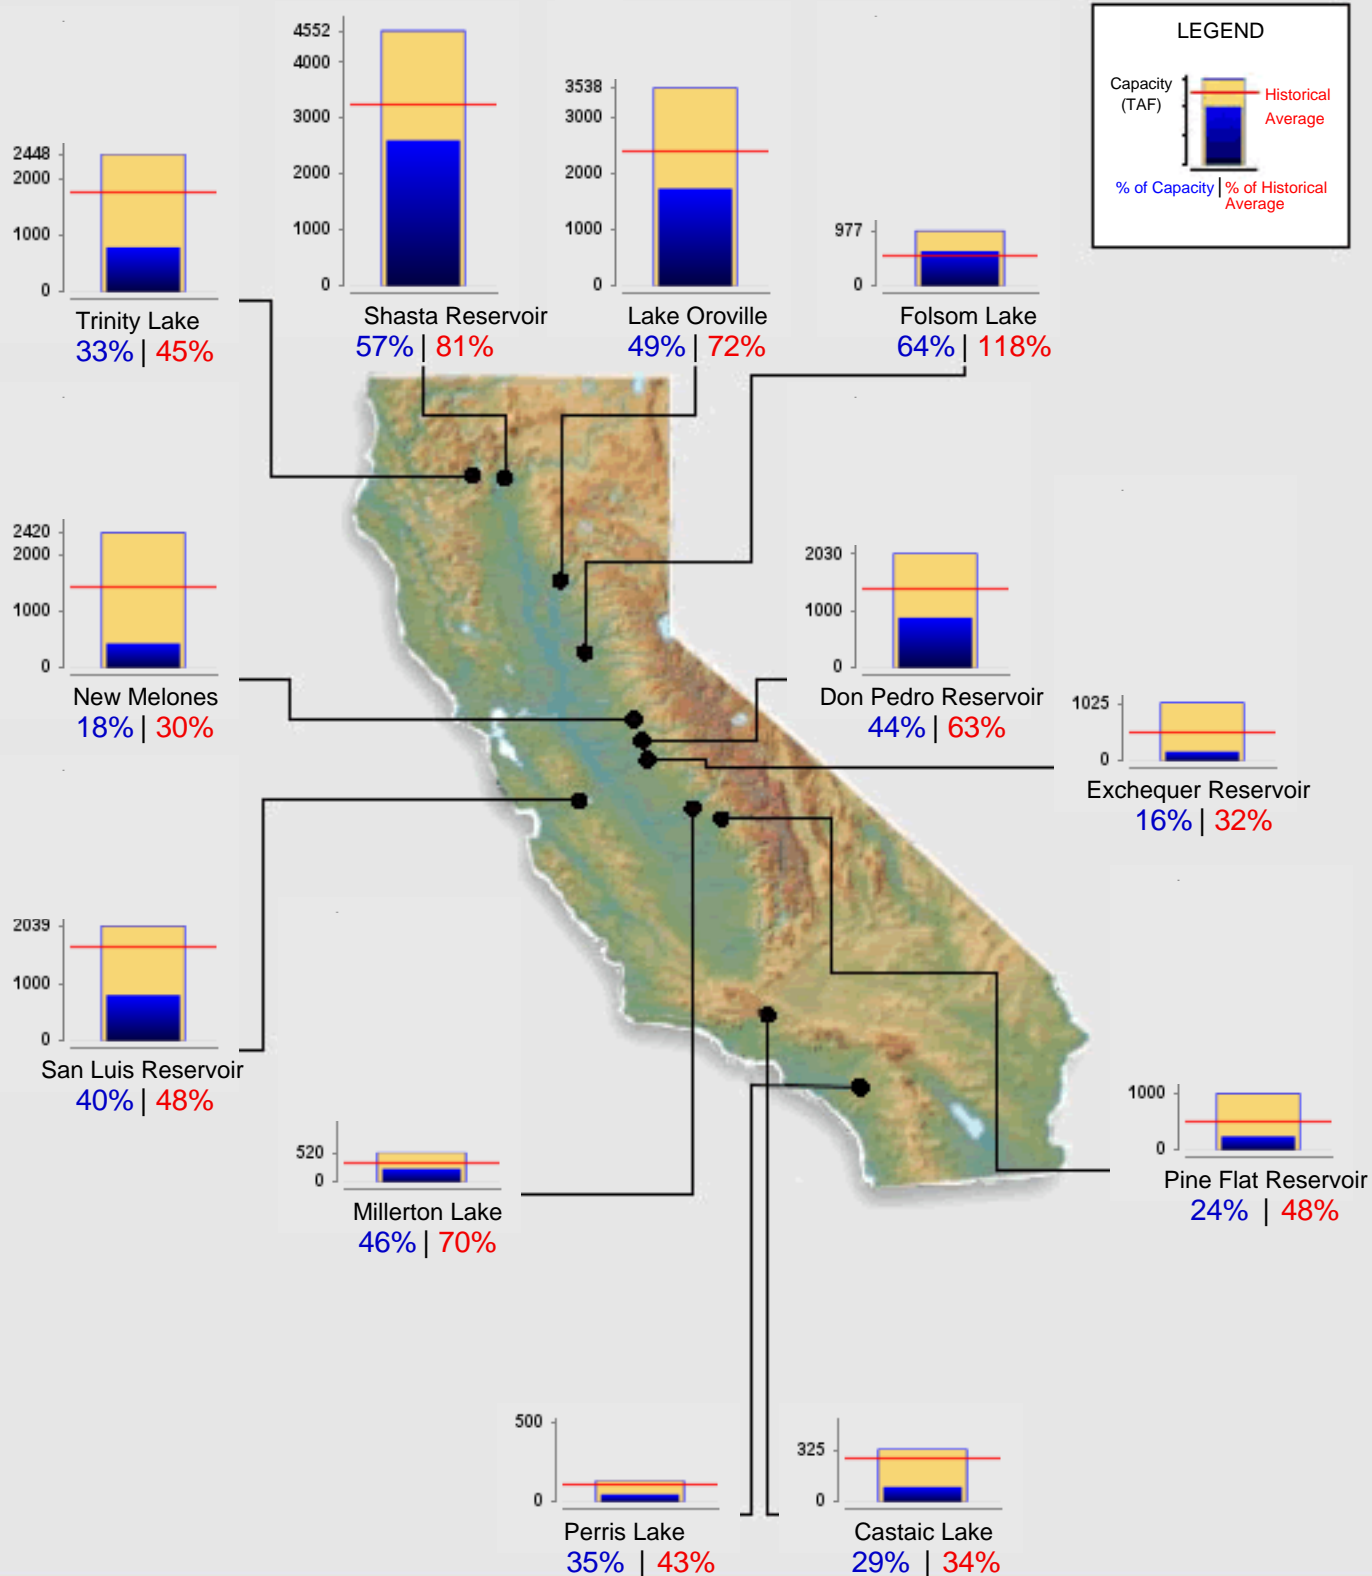 LEGEND
Capacity
(TAF)
Historical
Average
% of Capacity | % of Historical
Average
2448
2000
1000
0
Trinity Lake
33% | 45%
4552
4000
3000
2000
1000
0
Shasta Reservoir
57% | 81%
3538
3000
2000
1000
0
Lake Oroville
49% | 72%
977
0
Folsom Lake
64% | 118%
2420
2000
1000
0
New Melones
18% | 30%
2030
1000
0
Don Pedro Reservoir
44% | 63%
1025
0
Exchequer Reservoir
16% | 32%
2039
1000
0
San Luis Reservoir
40% | 48%
520
0
Millerton Lake
46% | 70%
1000
0
Pine Flat Reservoir
24% | 48%
500
0
Perris Lake
35% | 43%
325
0
Castaic Lake
29% | 34%